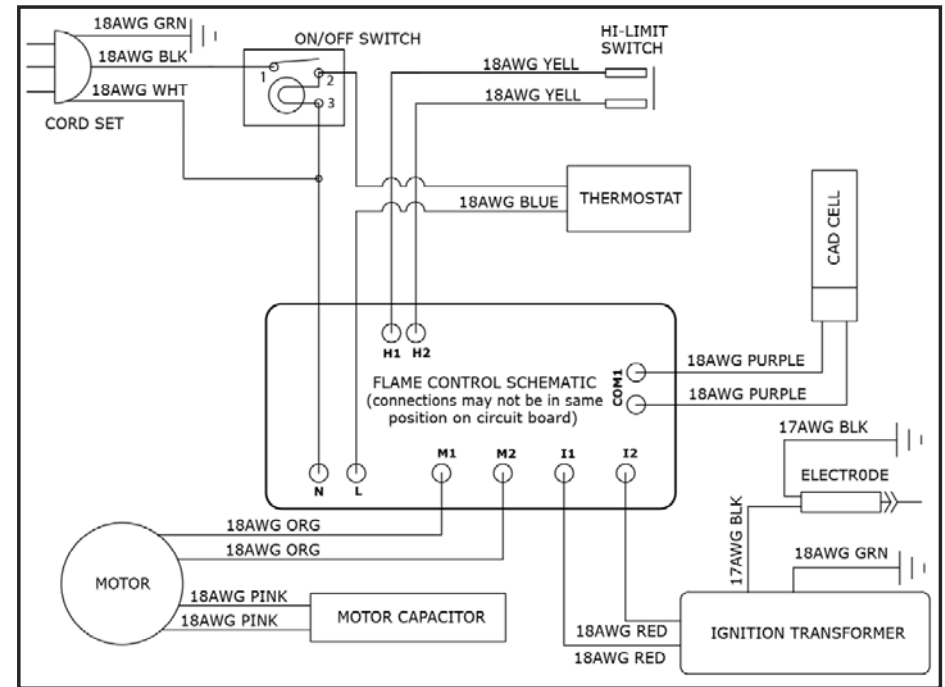 18AWG GRN
18AWG BLK
18AWG WHT
CORD SET
ON/OFF SWITCH
1
2
3
HI-LIMIT
SWITCH
18AWG YELL
18AWG YELL
THERMOSTAT
18AWG BLUE
CAD CELL
H1 H2
FLAME CONTROL SCHEMATIC
(connections may not be in same
position on circuit board)
COM1
18AWG PURPLE
18AWG PURPLE
N
L
M1
M2
I1
I2
17AWG BLK
ELECTR0DE
17AWG BLK
18AWG GRN
18AWG ORG
18AWG ORG
MOTOR
18AWG PINK
18AWG PINK
MOTOR CAPACITOR
18AWG RED
18AWG RED
IGNITION TRANSFORMER